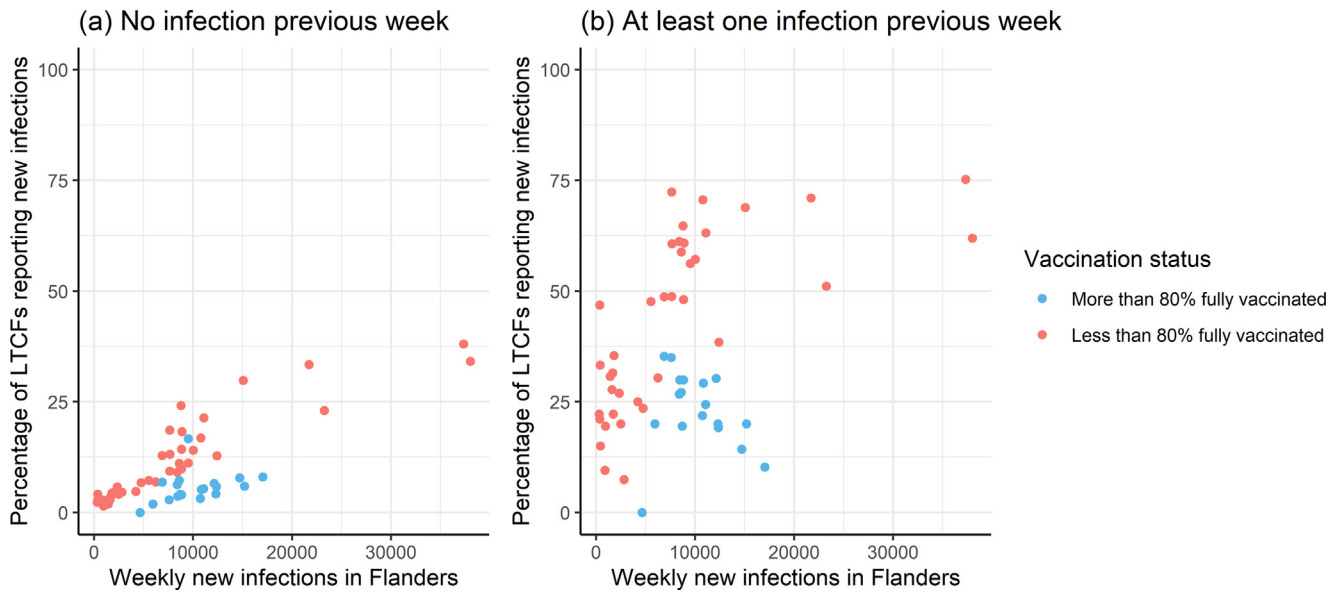 (a) No infection previous week
(b) At least one infection previous week
Percentage of LTCFs reporting new infections
100
75
50
25
0
0 10000 20000 30000
Weekly new infections in Flanders
Percentage of LTCFs reporting new infections
100
75
50
25
0
0 10000 20000 30000
Weekly new infections in Flanders
Vaccination status
More than 80% fully vaccinated
Less than 80% fully vaccinated